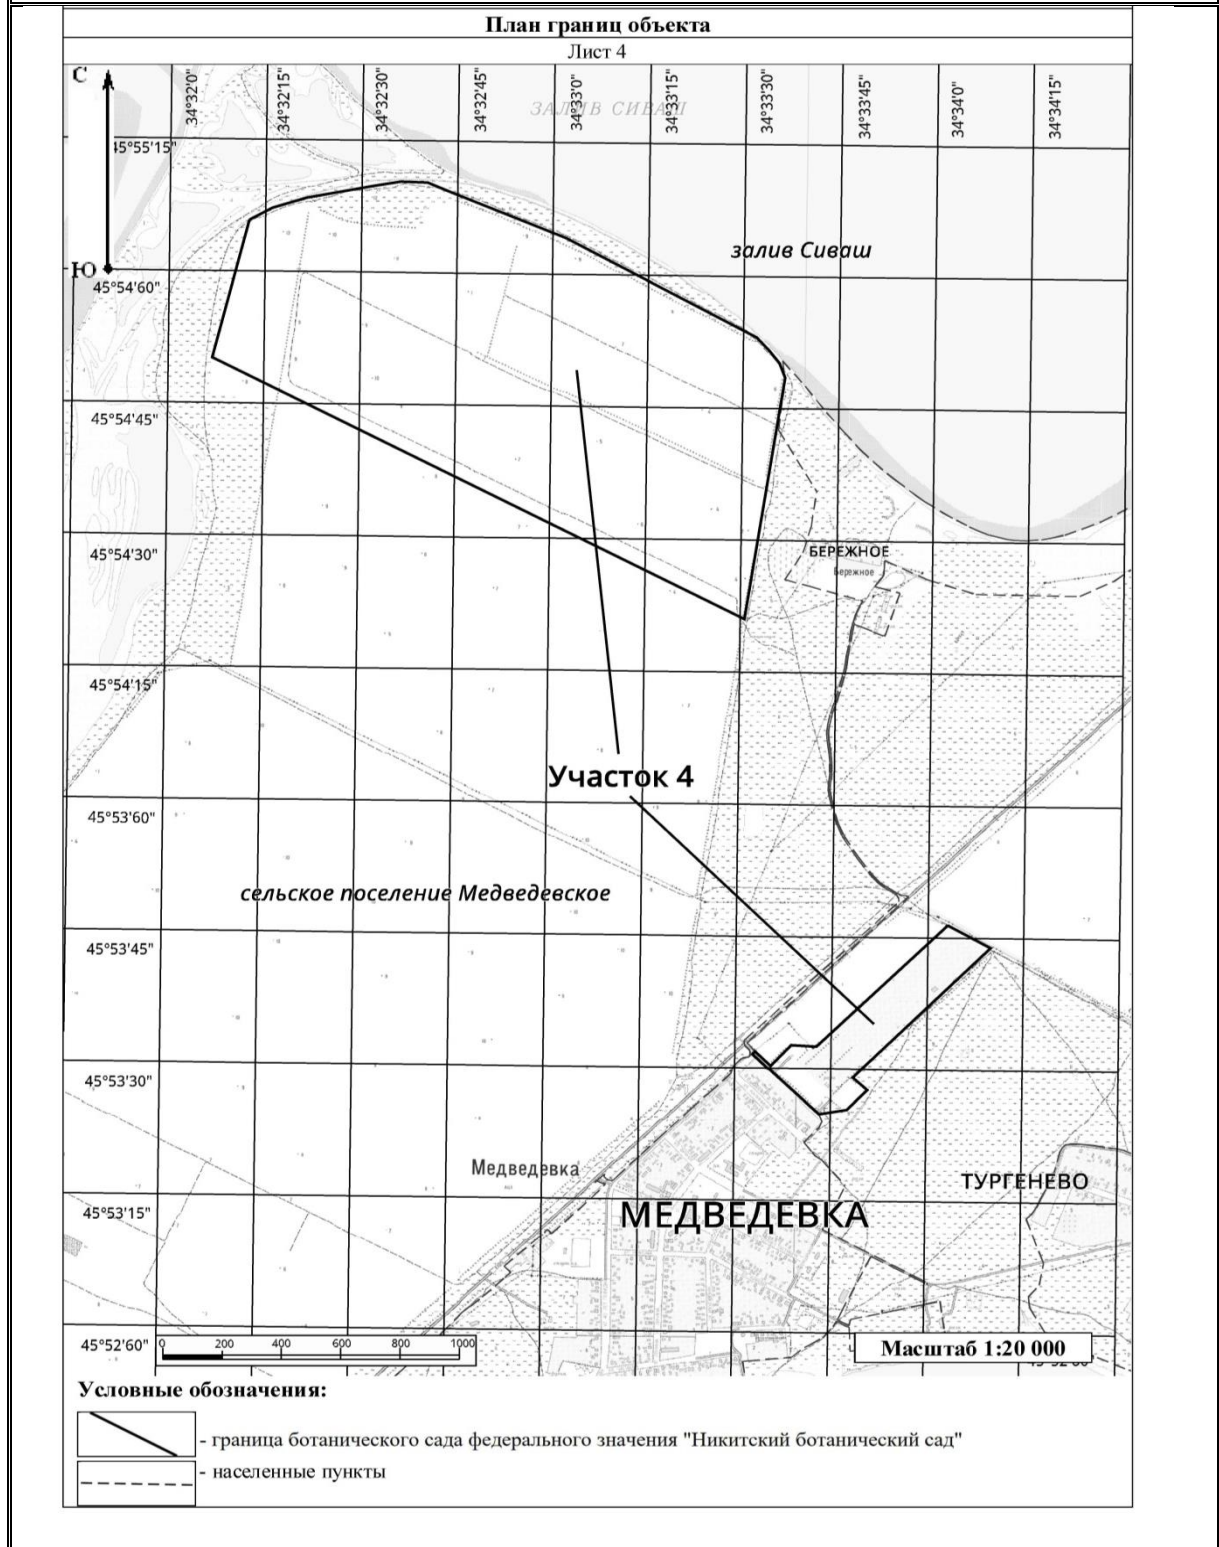 План границ объекта
Лист 4
С
34°32'0"
34°32'15"
34°32'30"
34°32'45"
34°33'0"
34°33'15"
34°33'30"
34°33'45"
34°34'0"
34°34'15"
ЗАЛИВ СИВАШ
45°55'15"
залив Сиваш
Ю
45°54'60"
45°54'45"
45°54'30"
БЕРЕЖНОЕ
Бережное
45°54'15"
Участок 4
45°53'60"
сельское поселение Медведевское
45°53'45"
45°53'30"
Медведевка
ТУРГЕНЕВО
45°53'15"
МЕДВЕДЕВКА
45°52'60"
0 200 400 600 800 1000
Масштаб 1:20 000
Условные обозначения:
- граница ботанического сада федерального значения "Никитский ботанический сад"
- населенные пункты